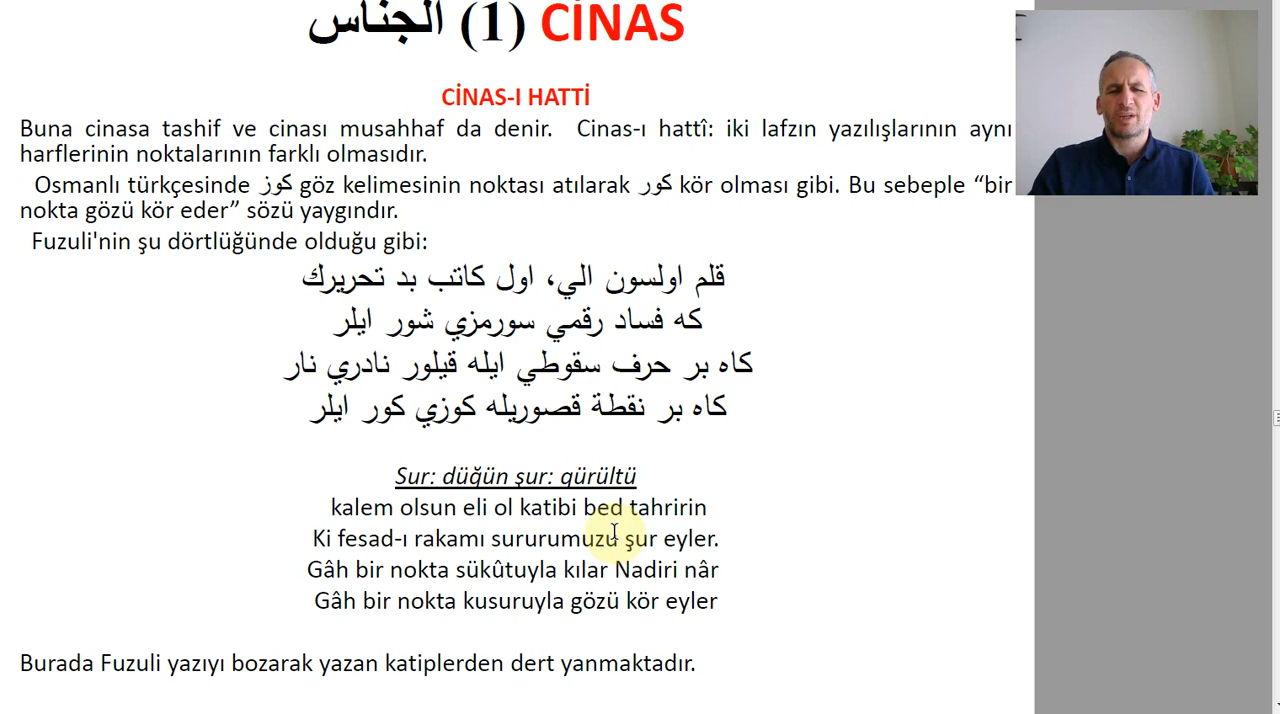 الجناس (1) CİNAS
CİNAS-I HATTİ
Buna cinasa tashif ve cinası musahhaf da denir. Cinas-ı hattî: iki lafzın yazılışlarının aynı
harflerinin noktalarının farklı olmasıdır.
Osmanlı türkçesinde كوز göz kelimesinin noktası atılarak كور kör olması gibi. Bu sebeple “bir
nokta gözü kör eder” sözü yaygındır.
Fuzuli'nin şu dörtlüğünde olduğu gibi:
قلم اولسون الي، اول كاتب بد تحريرك
كه فساد رقمي سورمزي شور ايلر
كاه بر حرف سقوطي ايله قيلور نادري نار
كاه بر نقطة قصوريله كوزي كور ايلر
Sur: düğün şur: qürültü
kalem olsun eli ol katibi bed tahririn
Ki fesad-ı rakamı sururumuzu şur eyler.
Gâh bir nokta sükûtuyla kılar Nadiri nâr
Gâh bir nokta kusuruyla gözü kör eyler
Burada Fuzuli yazıyı bozarak yazan katiplerden dert yanmaktadır.